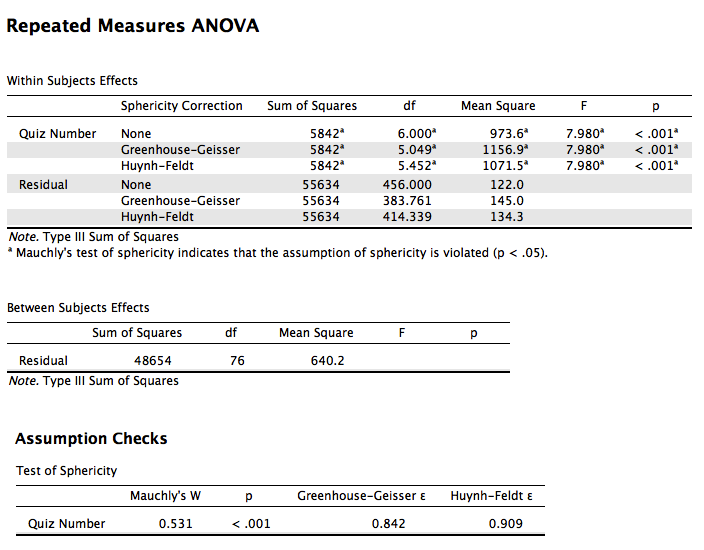 Repeated Measures ANOVA
Within Subjects Effects
Sphericity Correction Sum of Squares df Mean Square F p
Quiz Number None 5842ª 6.000ª 973.6ª 7.980ª < .001ª
Greenhouse-Geisser 5842ª 5.049ª 1156.9ª 7.980ª < .001ª
Huynh-Feldt 5842ª 5.452ª 1071.5ª 7.980ª < .001ª
Residual None 55634 456.000 122.0
Greenhouse-Geisser 55634 383.761 145.0
Huynh-Feldt 55634 414.339 134.3
Note. Type III Sum of Squares
ª Mauchly's test of sphericity indicates that the assumption of sphericity is violated (p < .05).
Between Subjects Effects
Sum of Squares df Mean Square F p
Residual 48654 76 640.2
Note. Type III Sum of Squares
Assumption Checks
Test of Sphericity
Mauchly's W p Greenhouse-Geisser ε Huynh-Feldt ε
Quiz Number 0.531 < .001 0.842 0.909